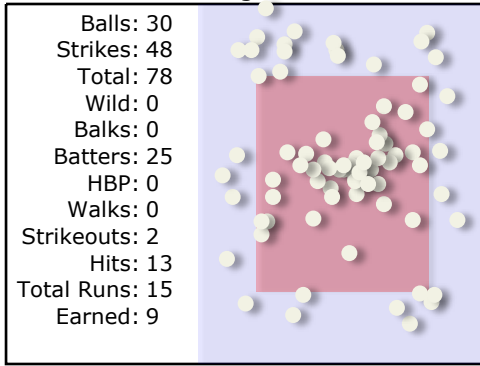 Balls: 30
Strikes: 48
Total: 78
Wild: 0
Balks: 0
Batters: 25
HBP: 0
Walks: 0
Strikeouts: 2
Hits: 13
Total Runs: 15
Earned: 9